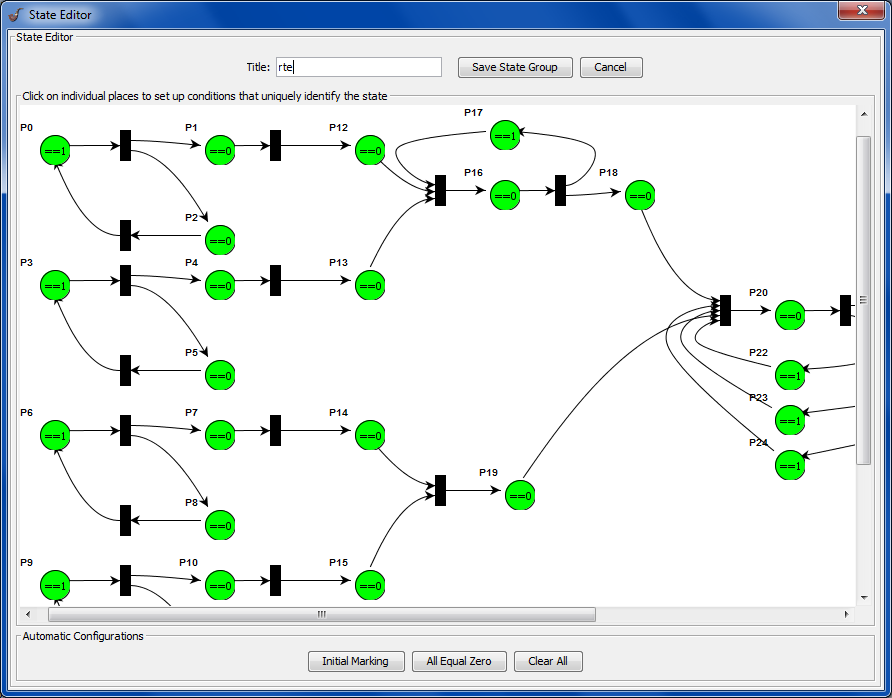 State Editor
State Editor
Title: rte Save State Group Cancel
Click on individual places to set up conditions that uniquely identify the state
P17
P0 P1 P12
==1
==1 ==0 ==0
P16 P18
==0 ==0
P2
==0
P3 P4 P13
==1 ==0 ==0
P20
==0
P5 P22
==0 ==1
P23
P6 P7 P14
==1
==1 ==0 ==0
P24
==1
P19
==0
P8
==0
P9 P10 P15
==1 ==0 ==0
Automatic Configurations
Initial Marking All Equal Zero Clear All